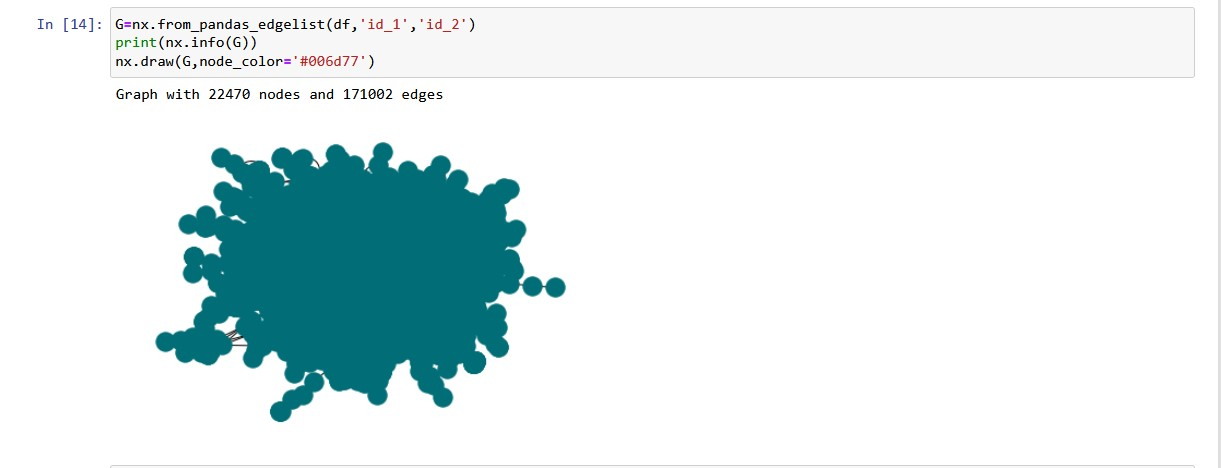 In [14]: G=nx.from_pandas_edgelist(df,'id_1','id_2')
print(nx.info(G))
nx.draw(G,node_color='#006d77')
Graph with 22470 nodes and 171002 edges